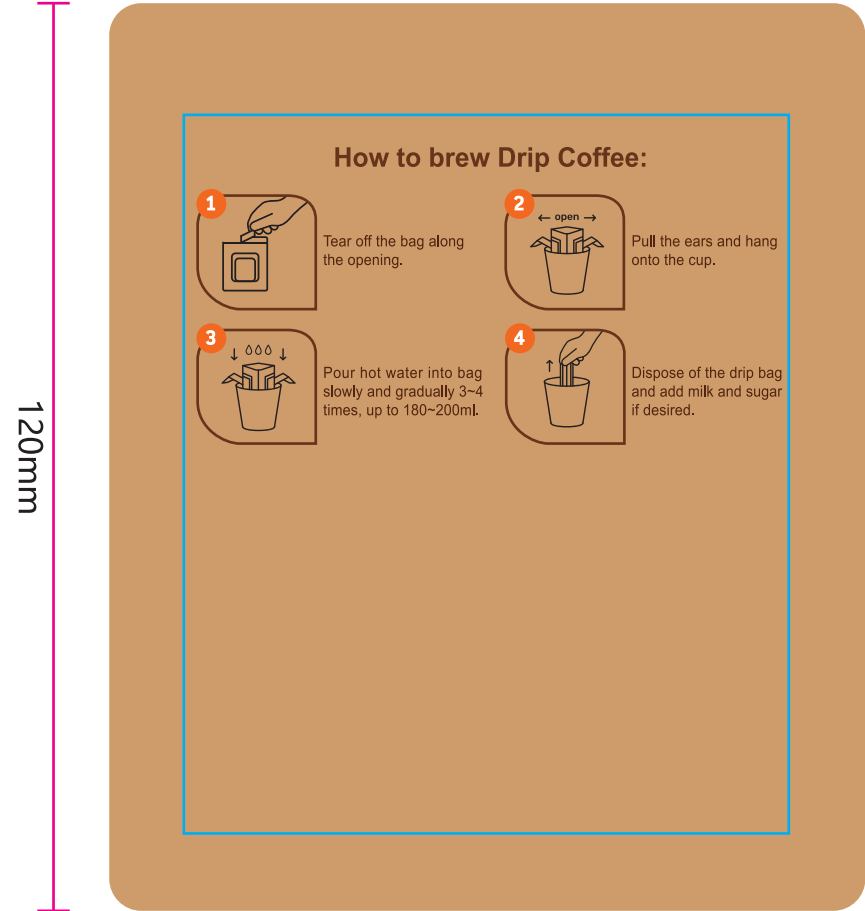 How to brew Drip Coffee:
1
Tear off the bag along
the opening.
2
← open →
Pull the ears and hang
onto the cup.
3
Pour hot water into bag
slowly and gradually 3~4
times, up to 180~200ml.
4
Dispose of the drip bag
and add milk and sugar
if desired.
120mm